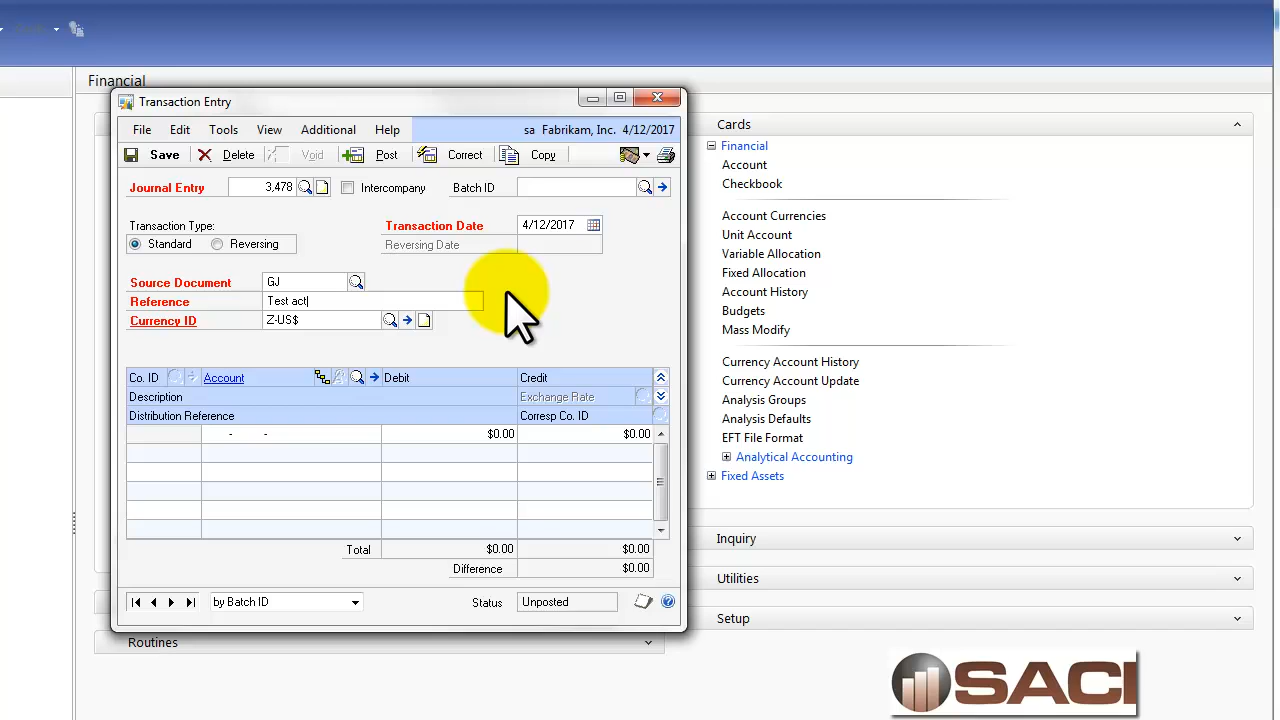 Financial
Transaction Entry
File Edit Tools View Additional Help sa Fabrikam, Inc. 4/12/2017
Save Delete Void Post Correct Copy
Journal Entry 3,478 Intercompany Batch ID
Transaction Type: Transaction Date 4/12/2017
Standard Reversing Reversing Date
Source Document GJ
Reference Test act
Currency ID Z-US$
Co. ID Account Debit Credit
Description Exchange Rate
Distribution Reference Corresp Co. ID
- - $0.00 $0.00
Total $0.00 $0.00
Difference $0.00
by Batch ID Status Unposted
Routines
Cards
Financial
Account
Checkbook
Account Currencies
Unit Account
Variable Allocation
Fixed Allocation
Account History
Budgets
Mass Modify
Currency Account History
Currency Account Update
Analysis Groups
Analysis Defaults
EFT File Format
Analytical Accounting
Fixed Assets
Inquiry
Utilities
Setup
SACI